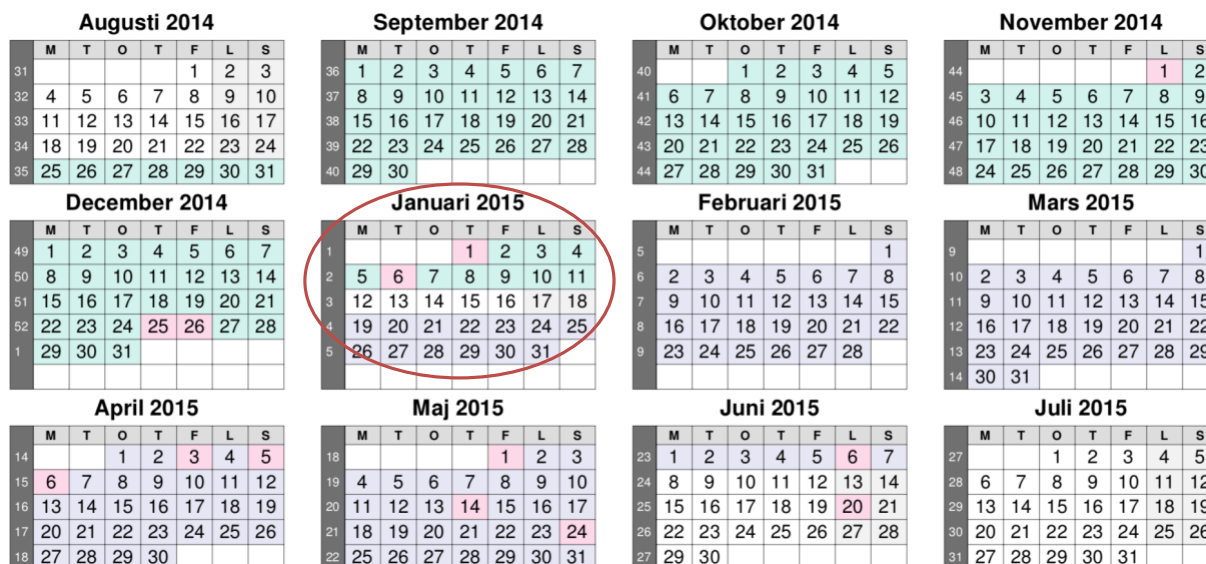 Augusti 2014
M T O T F L S
31 1 2 3
32 4 5 6 7 8 9 10
33 11 12 13 14 15 16 17
34 18 19 20 21 22 23 24
35 25 26 27 28 29 30 31
September 2014
M T O T F L S
36 1 2 3 4 5 6 7
37 8 9 10 11 12 13 14
38 15 16 17 18 19 20 21
39 22 23 24 25 26 27 28
40 29 30
Oktober 2014
M T O T F L S
40 1 2 3 4 5
41 6 7 8 9 10 11 12
42 13 14 15 16 17 18 19
43 20 21 22 23 24 25 26
44 27 28 29 30 31
November 2014
M T O T F L S
44 1 2
45 3 4 5 6 7 8 9
46 10 11 12 13 14 15 16
47 17 18 19 20 21 22 23
48 24 25 26 27 28 29 30
December 2014
M T O T F L S
49 1 2 3 4 5 6 7
50 8 9 10 11 12 13 14
51 15 16 17 18 19 20 21
52 22 23 24 25 26 27 28
1 29 30 31
Januari 2015
M T O T F L S
1 1 2 3 4
2 5 6 7 8 9 10 11
3 12 13 14 15 16 17 18
4 19 20 21 22 23 24 25
5 26 27 28 29 30 31
Februari 2015
M T O T F L S
5 1
6 2 3 4 5 6 7 8
7 9 10 11 12 13 14 15
8 16 17 18 19 20 21 22
9 23 24 25 26 27 28
Mars 2015
M T O T F L S
9 1
10 2 3 4 5 6 7 8
11 9 10 11 12 13 14 15
12 16 17 18 19 20 21 22
13 23 24 25 26 27 28 29
14 30 31
April 2015
M T O T F L S
14 1 2 3 4 5
15 6 7 8 9 10 11 12
16 13 14 15 16 17 18 19
17 20 21 22 23 24 25 26
18 27 28 29 30
Maj 2015
M T O T F L S
18 1 2 3
19 4 5 6 7 8 9 10
20 11 12 13 14 15 16 17
21 18 19 20 21 22 23 24
22 25 26 27 28 29 30 31
Juni 2015
M T O T F L S
23 1 2 3 4 5 6 7
24 8 9 10 11 12 13 14
25 15 16 17 18 19 20 21
26 22 23 24 25 26 27 28
27 29 30
Juli 2015
M T O T F L S
27 1 2 3 4 5
28 6 7 8 9 10 11 12
29 13 14 15 16 17 18 19
30 20 21 22 23 24 25 26
31 27 28 29 30 31